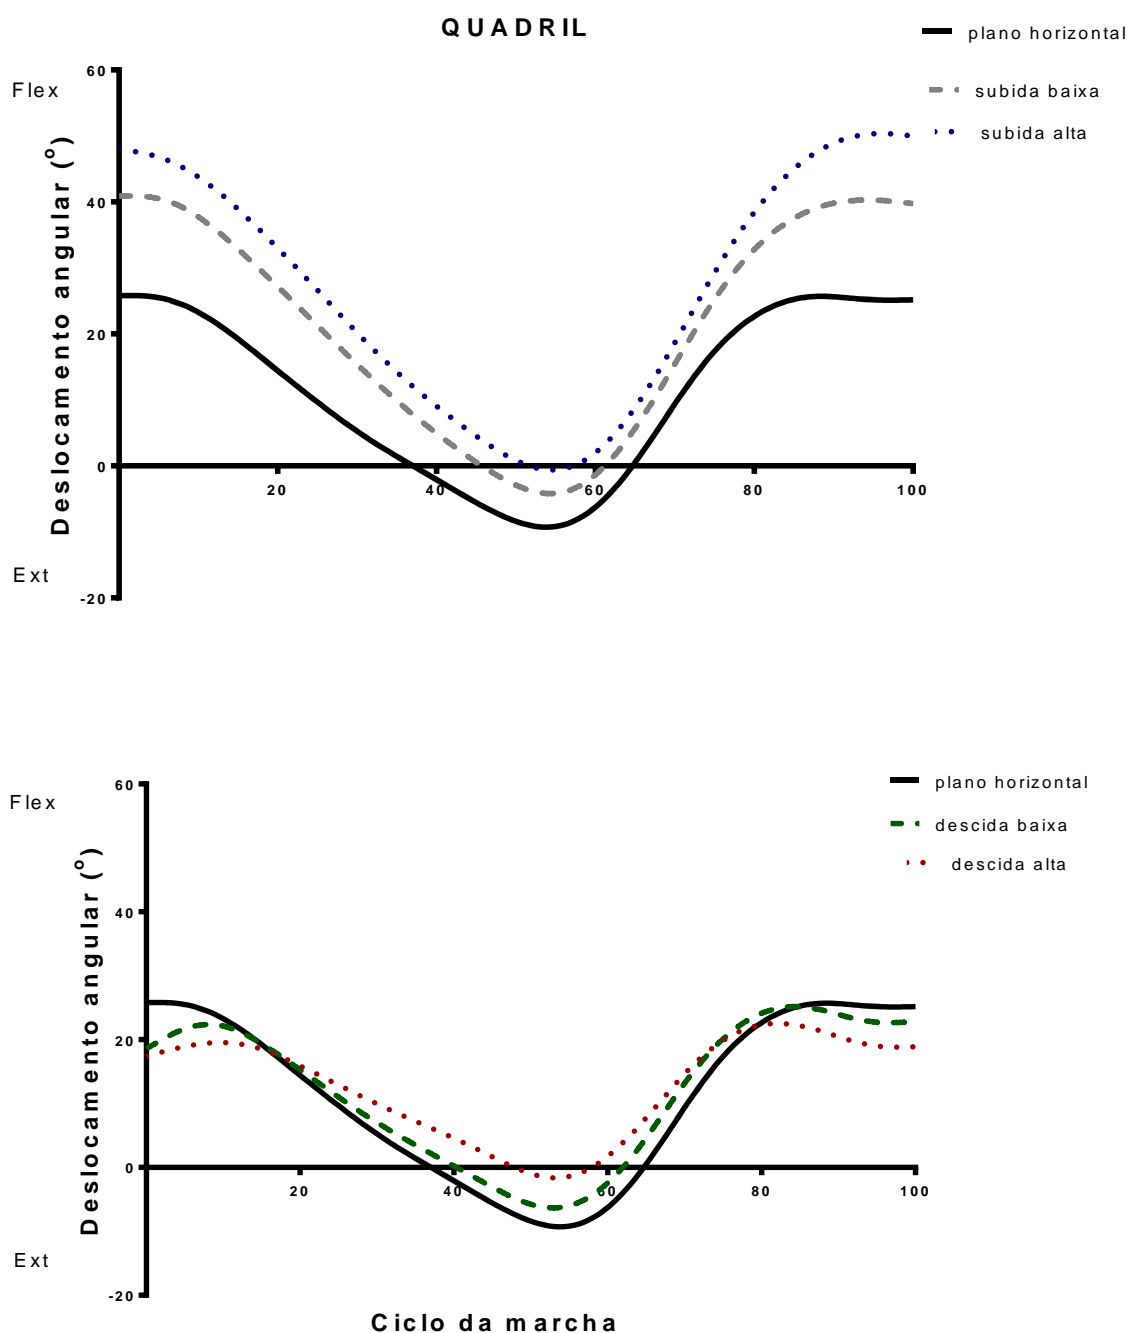 QUADRIL
plano horizontal
subida baixa
subida alta
Flex
Deslocamento angular (º)
Ext
60
40
20
0
-20
20
40
60
80
100
plano horizontal
descida baixa
descida alta
Flex
Deslocamento angular (º)
Ext
60
40
20
0
-20
20
40
60
80
100
Ciclo da marcha